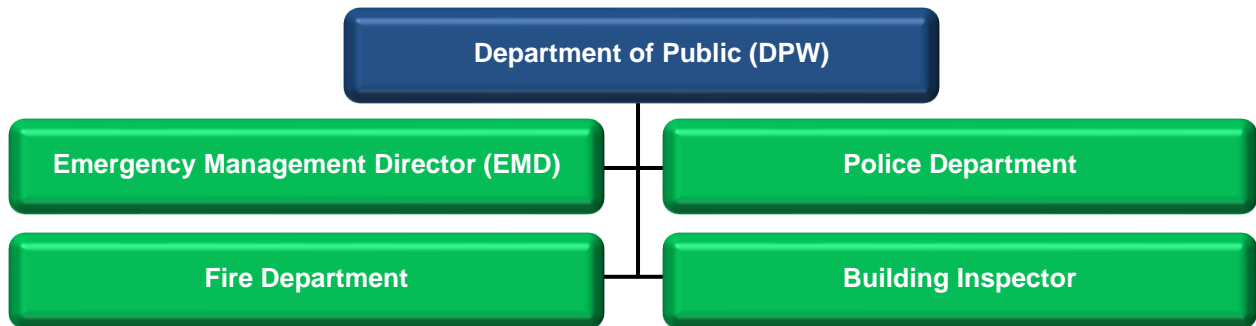 Department of Public (DPW)
Emergency Management Director (EMD)
Police Department
Fire Department
Building Inspector